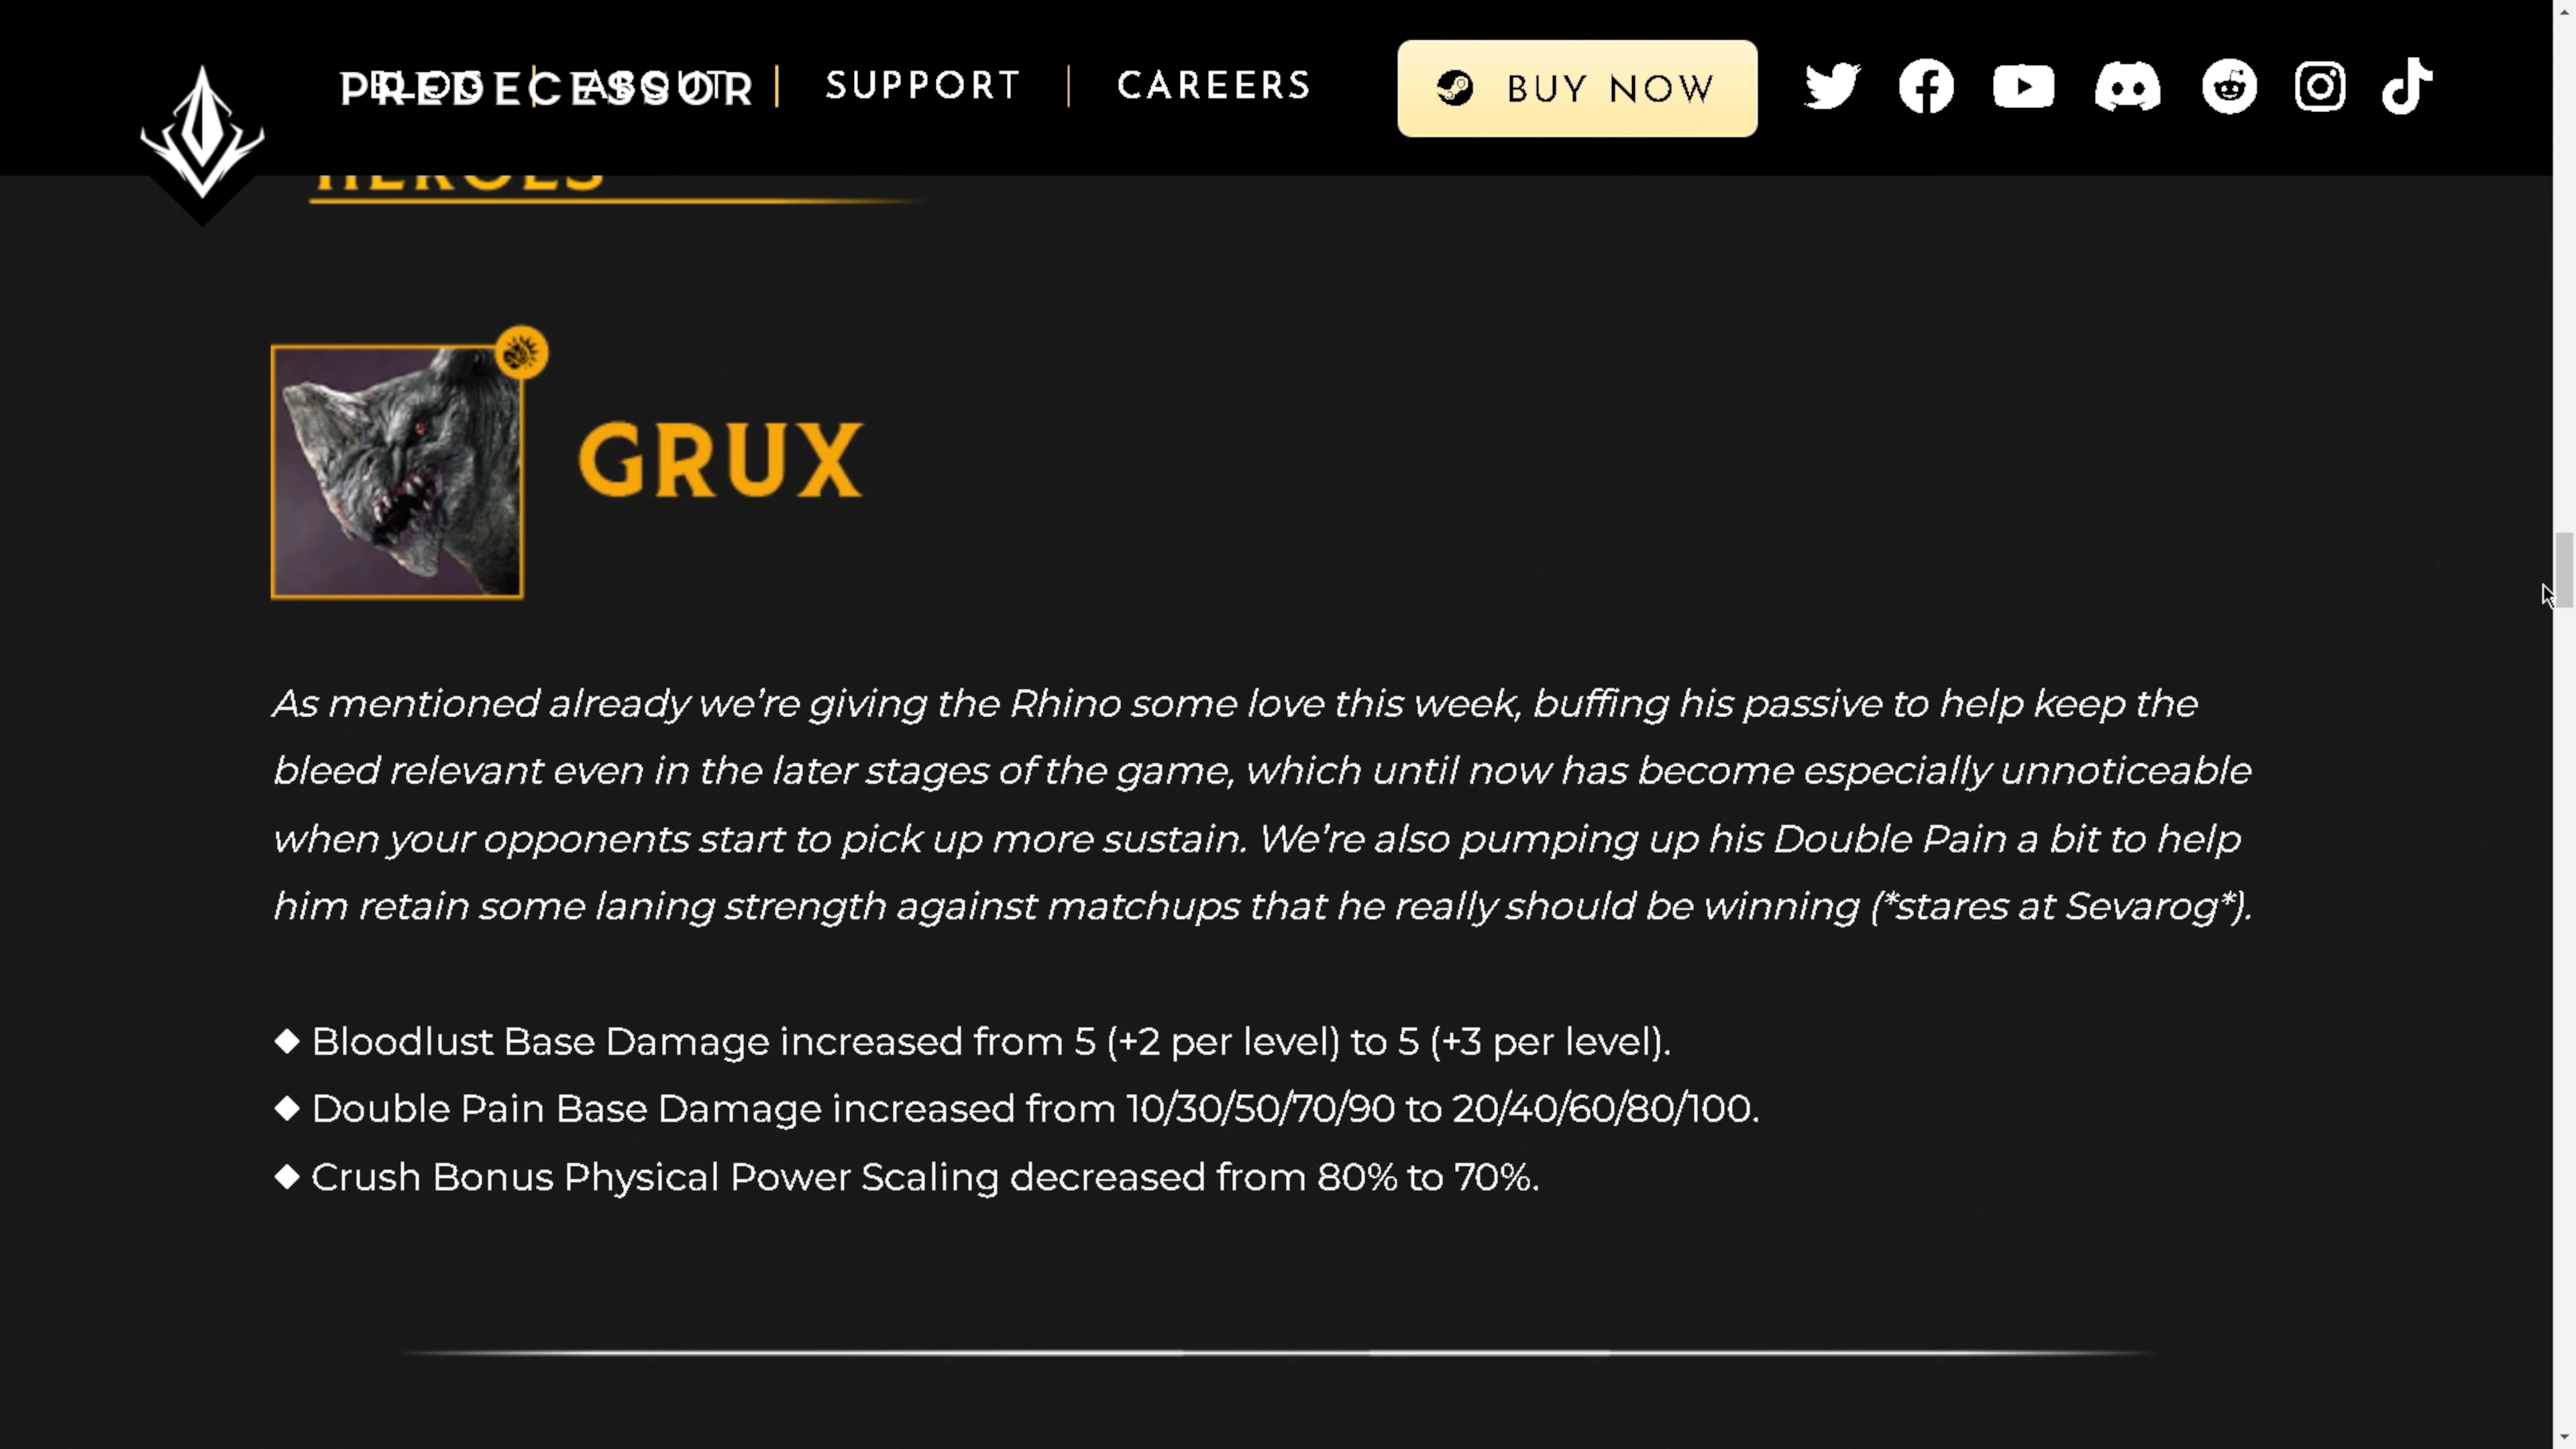 PREDECESSOR
BLOG ABOUT SUPPORT CAREERS BUY NOW
HEROES
GRUX
As mentioned already we're giving the Rhino some love this week, buffing his passive to help keep the
bleed relevant even in the later stages of the game, which until now has become especially unnoticeable
when your opponents start to pick up more sustain. We're also pumping up his Double Pain a bit to help
him retain some laning strength against matchups that he really should be winning (*stares at Sevarog*).
◆ Bloodlust Base Damage increased from 5 (+2 per level) to 5 (+3 per level).
◆ Double Pain Base Damage increased from 10/30/50/70/90 to 20/40/60/80/100.
◆ Crush Bonus Physical Power Scaling decreased from 80% to 70%.